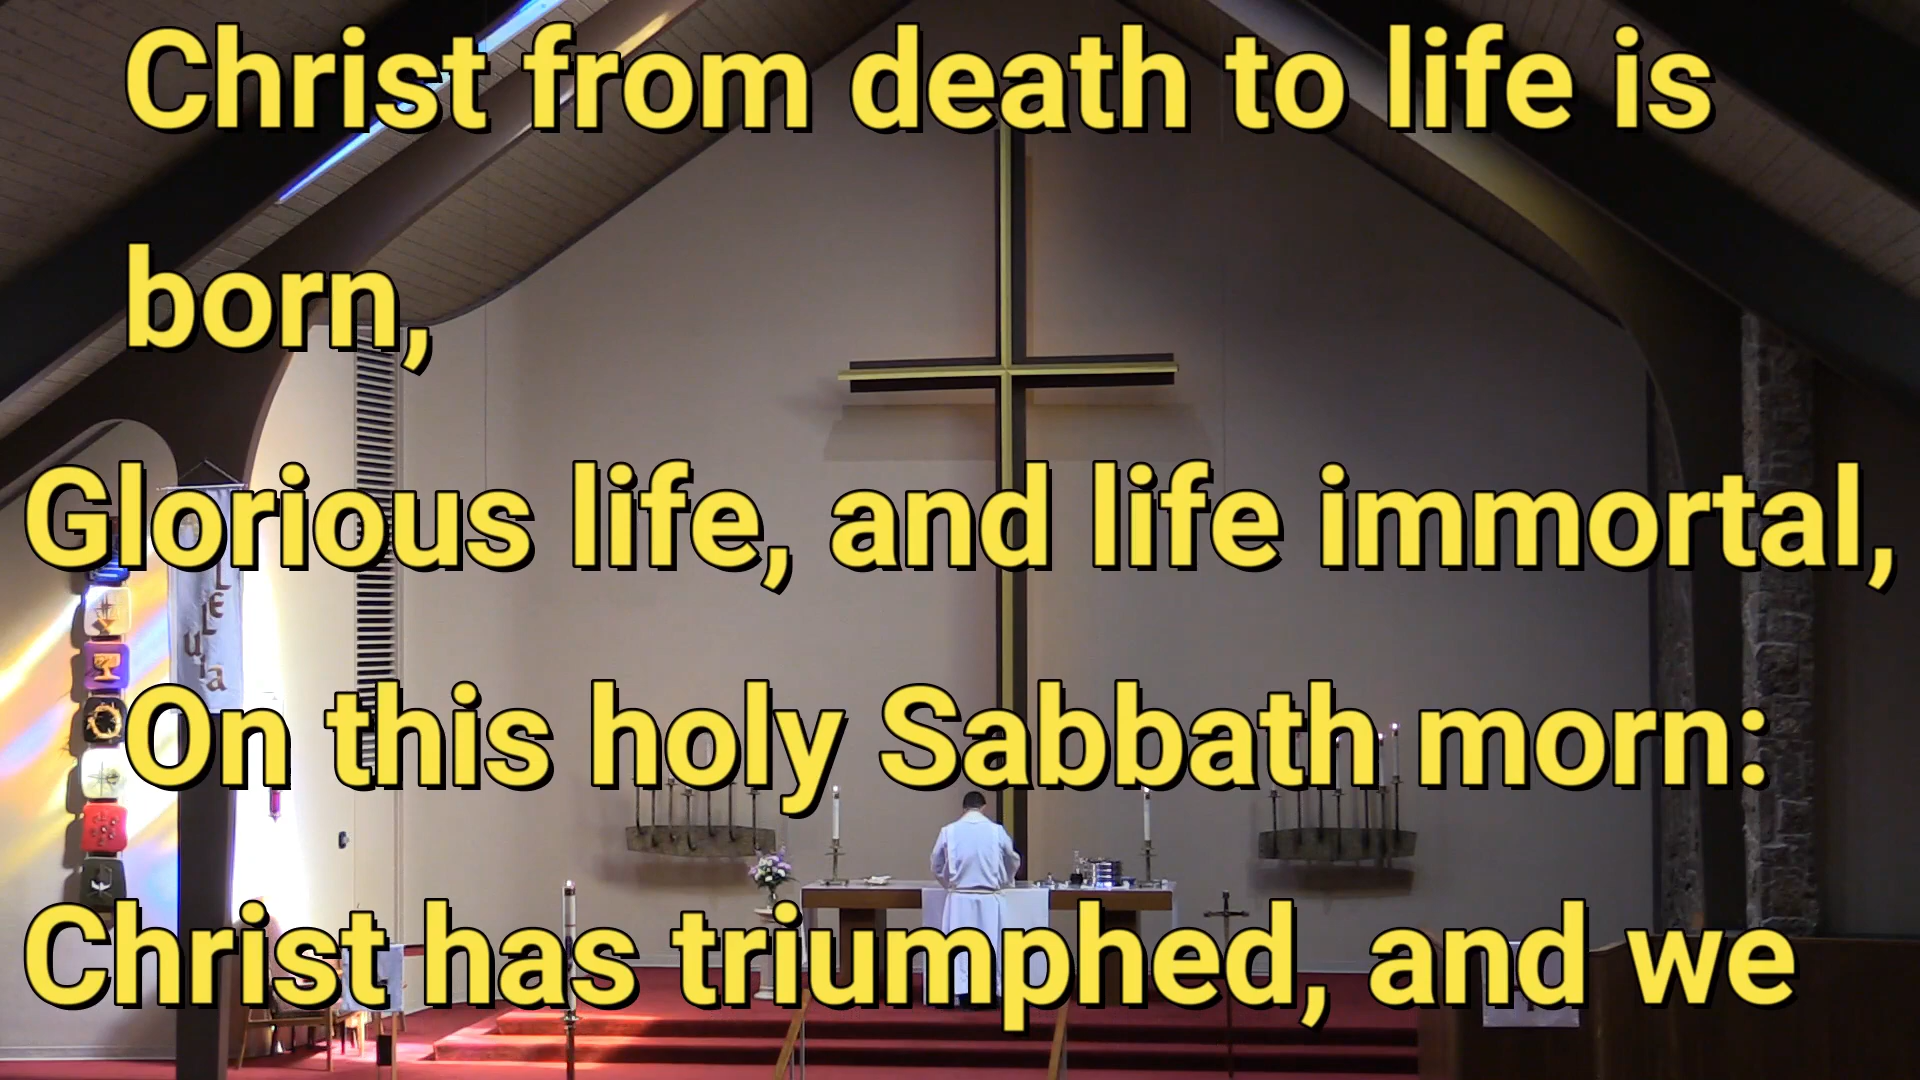 Christ from death to life is
born,
Glorious life, and life immortal,
On this holy Sabbath morn:
Christ has triumphed, and we
L
E
L
u
i
a